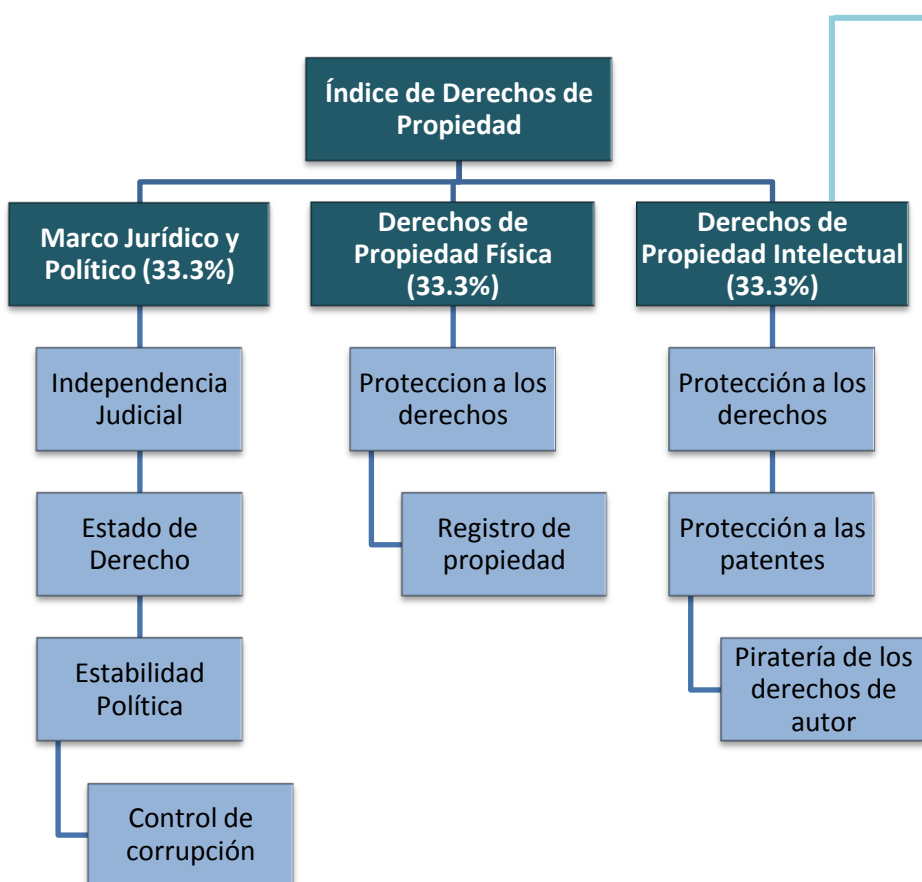 Índice de Derechos de
Propiedad
Marco Jurídico y
Político (33.3%)
Independencia
Judicial
Estado de
Derecho
Estabilidad
Política
Control de
corrupción
Derechos de
Propiedad Física
(33.3%)
Proteccion a los
derechos
Registro de
propiedad
Derechos de
Propiedad Intelectual
(33.3%)
Protección a los
derechos
Protección a las
patentes
Piratería de los
derechos de
autor